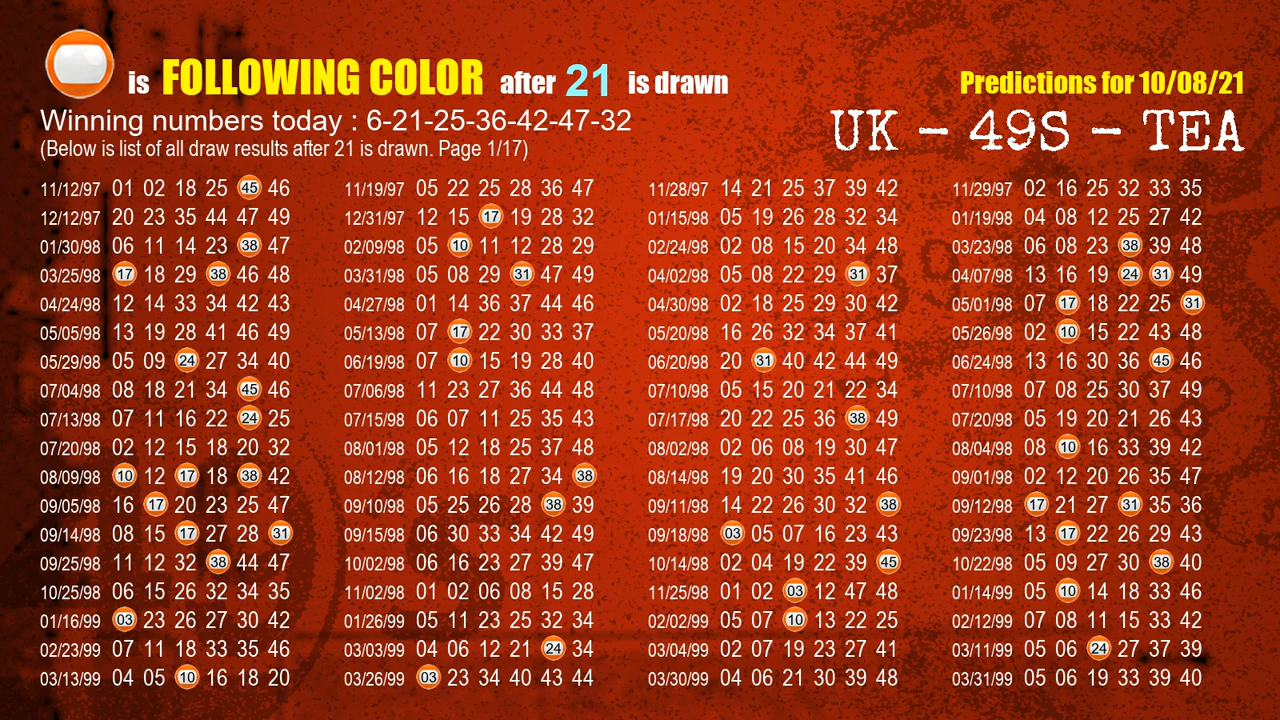 is FOLLOWING COLOR after 21 is drawn
Predictions for 10/08/21
Winning numbers today : 6-21-25-36-42-47-32
UK - 49S - TEA
(Below is list of all draw results after 21 is drawn. Page 1/17)
11/12/97 01 02 18 25 45 46 11/19/97 05 22 25 28 36 47 11/28/97 14 21 25 37 39 42 11/29/97 02 16 25 32 33 35
12/12/97 20 23 35 44 47 49 12/31/97 12 15 17 19 28 32 01/15/98 05 19 26 28 32 34 01/19/98 04 08 12 25 27 42
01/30/98 06 11 14 23 38 47 02/09/98 05 10 11 12 28 29 02/24/98 02 08 15 20 34 48 03/23/98 06 08 23 38 39 48
03/25/98 17 18 29 38 46 48 03/31/98 05 08 29 31 47 49 04/02/98 05 08 22 29 31 37 04/07/98 13 16 19 24 31 49
04/24/98 12 14 33 34 42 43 04/27/98 01 14 36 37 44 46 04/30/98 02 18 25 29 30 42 05/01/98 07 17 18 22 25 31
05/05/98 13 19 28 41 46 49 05/13/98 07 17 22 30 33 37 05/20/98 16 26 32 34 37 41 05/26/98 02 10 15 22 43 48
05/29/98 05 09 24 27 34 40 06/19/98 07 10 15 19 28 40 06/20/98 20 31 40 42 44 49 06/24/98 13 16 30 36 45 46
07/04/98 08 18 21 34 45 46 07/06/98 11 23 27 36 44 48 07/10/98 05 15 20 21 22 34 07/10/98 07 08 25 30 37 49
07/13/98 07 11 16 22 24 25 07/15/98 06 07 11 25 35 43 07/17/98 20 22 25 36 38 49 07/20/98 05 19 20 21 26 43
07/20/98 02 12 15 18 20 32 08/01/98 05 12 18 25 37 48 08/02/98 02 06 08 19 30 47 08/04/98 08 10 16 33 39 42
08/09/98 10 12 17 18 38 42 08/12/98 06 16 18 27 34 38 08/14/98 19 20 30 35 41 46 09/01/98 02 12 20 26 35 47
09/05/98 16 17 20 23 25 47 09/10/98 05 25 26 28 38 39 09/11/98 14 22 26 30 32 38 09/12/98 17 21 27 31 35 36
09/14/98 08 15 17 27 28 31 09/15/98 06 30 33 34 42 49 09/18/98 03 05 07 16 23 43 09/23/98 13 17 22 26 29 43
09/25/98 11 12 32 38 44 47 10/02/98 06 16 23 27 39 47 10/14/98 02 04 19 22 39 45 10/22/98 05 09 27 30 38 40
10/25/98 06 15 26 32 34 35 11/02/98 01 02 06 08 15 28 11/25/98 01 02 03 12 47 48 01/14/99 05 10 14 18 33 46
01/16/99 03 23 26 27 30 42 01/26/99 05 11 23 25 32 34 02/02/99 05 07 10 13 22 25 02/12/99 07 08 11 15 33 42
02/23/99 07 11 18 33 35 46 03/03/99 04 06 12 21 24 34 03/04/99 02 07 19 23 27 41 03/11/99 05 06 24 27 37 39
03/13/99 04 05 10 16 18 20 03/26/99 03 23 34 40 43 44 03/30/99 04 06 21 30 39 48 03/31/99 05 06 19 33 39 40